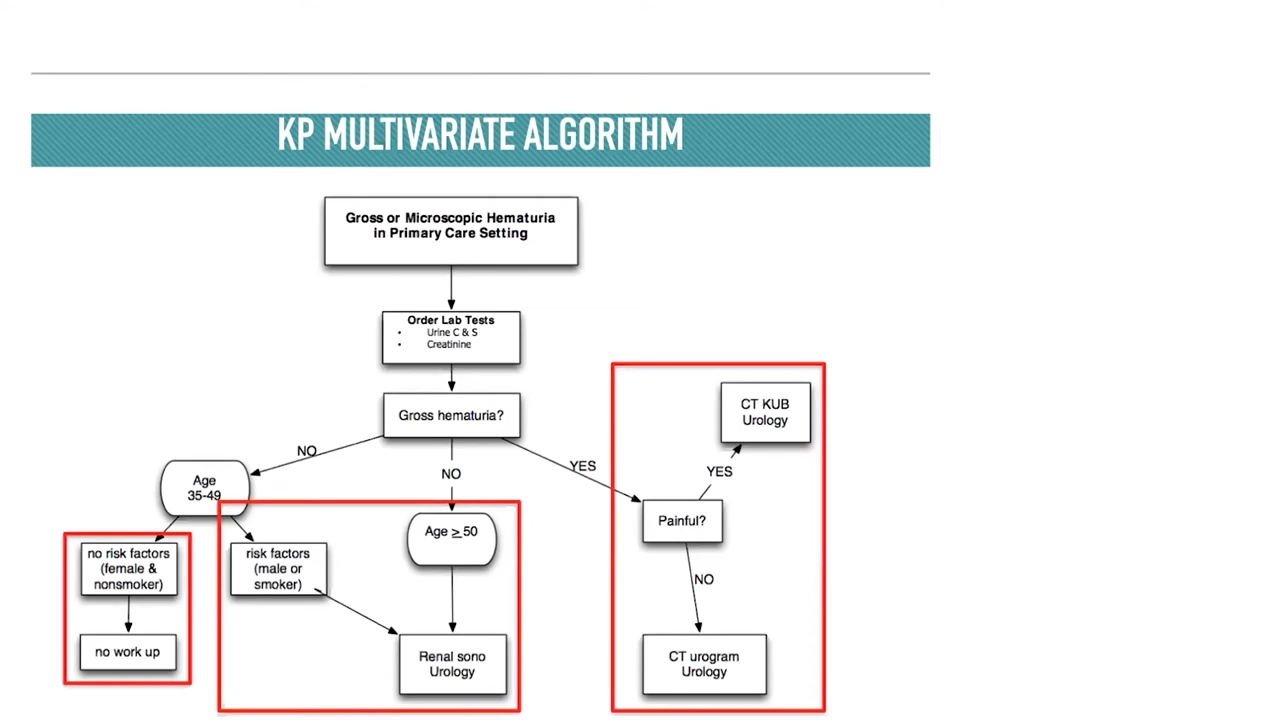 KP MULTIVARIATE ALGORITHM
Gross or Microscopic Hematuria
in Primary Care Setting
Order Lab Tests
• Urine C & S
• Creatinine
Gross hematuria?
NO
NO
YES
Age
35-49
Age ≥ 50
no risk factors
(female &
nonsmoker)
risk factors
(male or
smoker)
no work up
Renal sono
Urology
Painful?
YES
CT KUB
Urology
NO
CT urogram
Urology